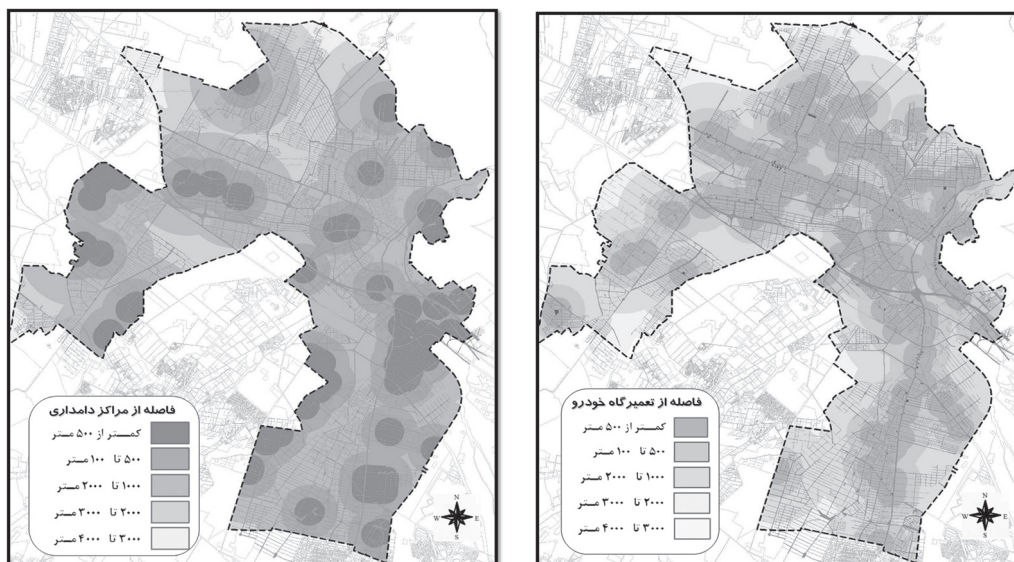 فاصله از مراکز دامداری
کمتر از ۵۰۰ متر
۵۰۰ تا ۱۰۰ متر
۱۰۰۰ تا ۲۰۰۰ متر
۲۰۰۰ تا ۳۰۰۰ متر
۳۰۰۰ تا ۴۰۰۰ متر
N
W E
S
فاصله از تعمیرگاه خودرو
کمتر از ۵۰۰ متر
۵۰۰ تا ۱۰۰ متر
۱۰۰۰ تا ۲۰۰۰ متر
۲۰۰۰ تا ۳۰۰۰ متر
۳۰۰۰ تا ۴۰۰۰ متر
N
W E
S